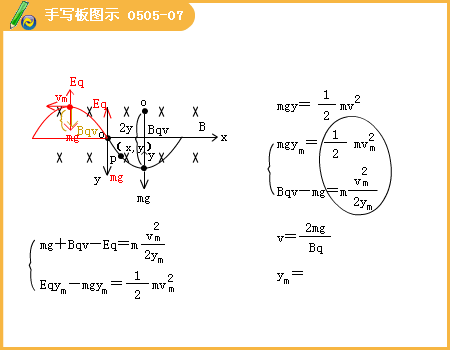 手写板图示 0505-07
Eq
vm
Eq
Bqv
mg
o
o
2y
Bqv
B
x
(x,y)
p
y
y
mg
mg
mgy= 1/2 mv²
mgyₘ= 1/2 mvₘ²
Bqv-mg=m vₘ²/2yₘ
v= 2mg/Bq
yₘ=
mg+Bqv-Eq=m vₘ²/2yₘ
Eqyₘ-mgyₘ= 1/2 mvₘ²